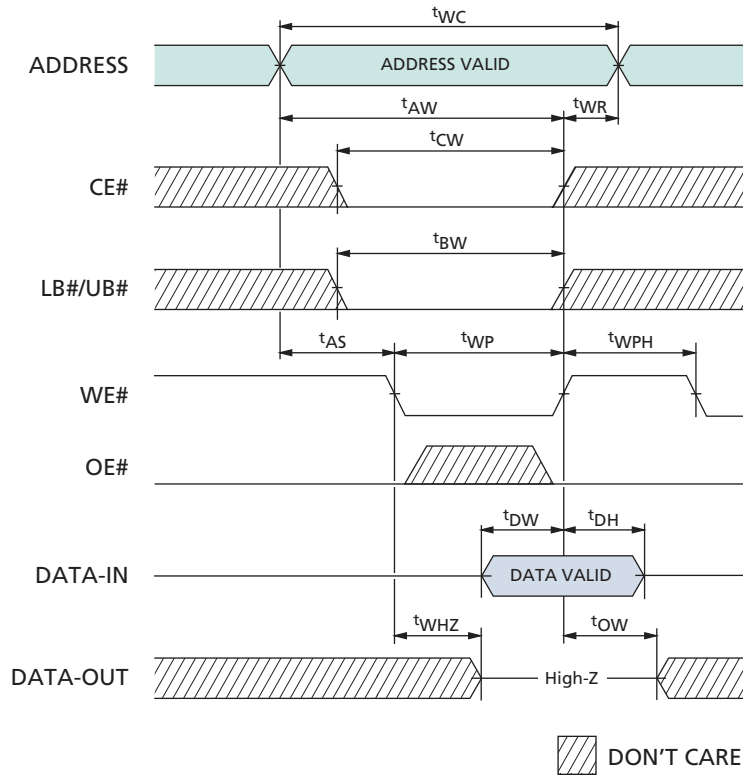 tWC
ADDRESS
ADDRESS VALID
tAW
tWR
tCW
CE#
tBW
LB#/UB#
tAS
tWP
tWPH
WE#
OE#
tDW
tDH
DATA-IN
DATA VALID
tWHZ
tOW
DATA-OUT
High-Z
DON'T CARE